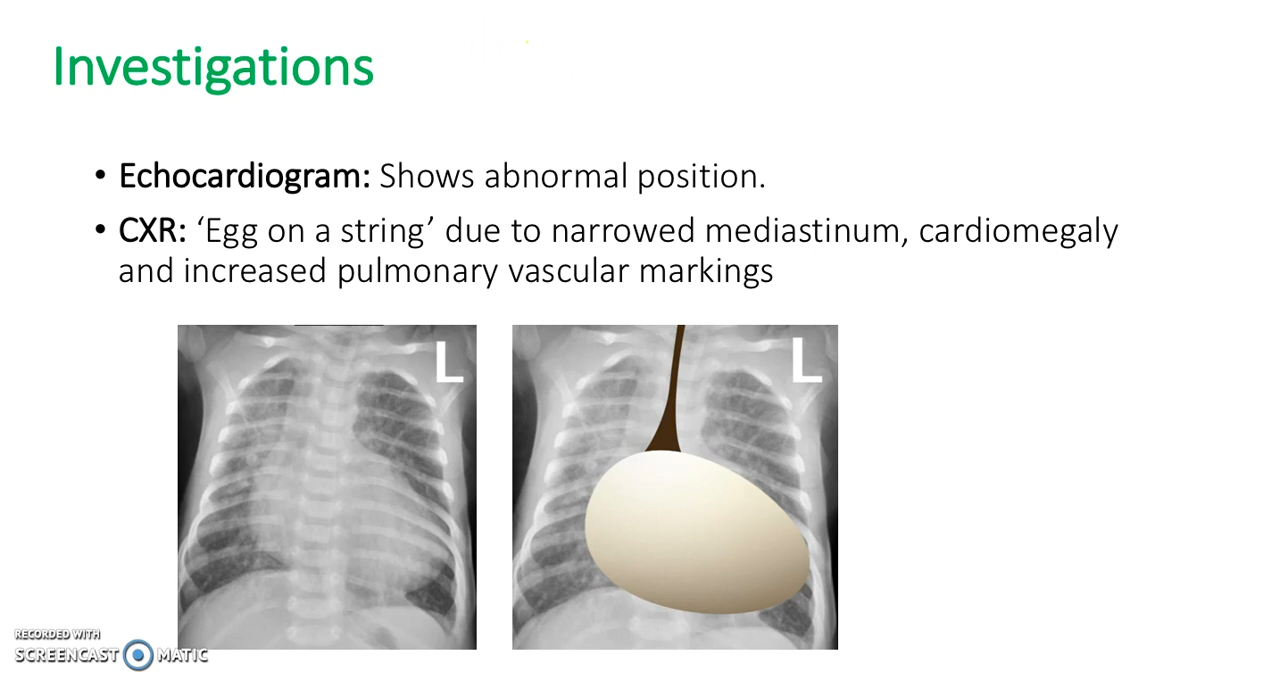 Investigations
• Echocardiogram: Shows abnormal position.
• CXR: ‘Egg on a string’ due to narrowed mediastinum, cardiomegaly
and increased pulmonary vascular markings
L
L
RECORDED WITH
SCREENCAST MATIC